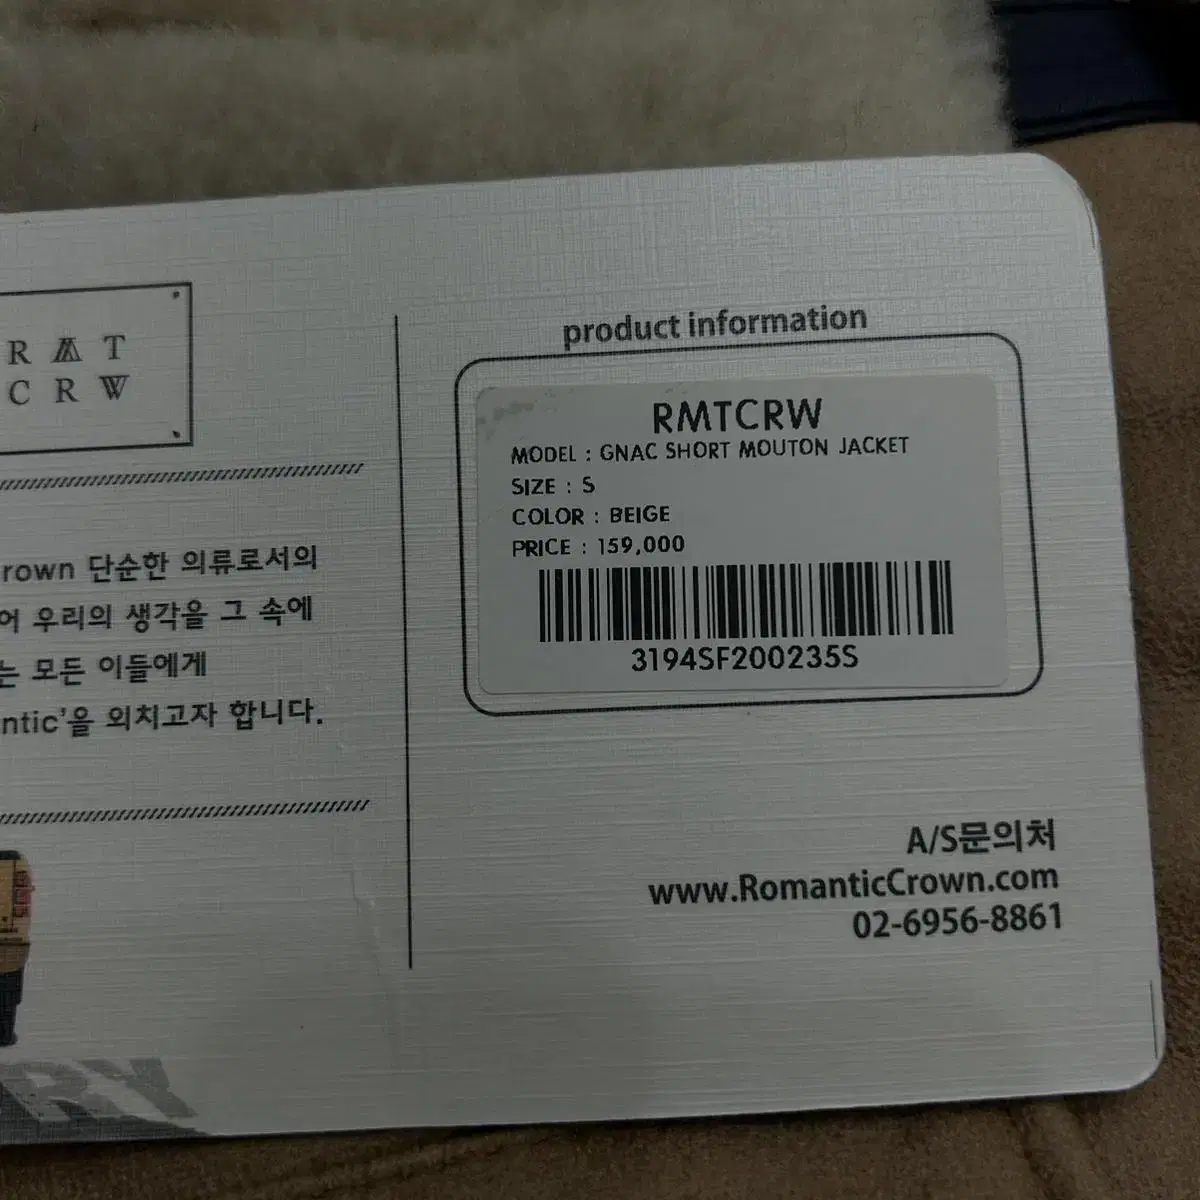 RMT
CRW
rown 단순한 의류로서의
어 우리의 생각을 그 속에
는 모든 이들에게
ntic'을 외치고자 합니다.
RY
product information
RMTCRW
MODEL : GNAC SHORT MOUTON JACKET
SIZE : S
COLOR : BEIGE
PRICE : 159,000
3194SF200235S
A/S문의처
www.RomanticCrown.com
02-6956-8861